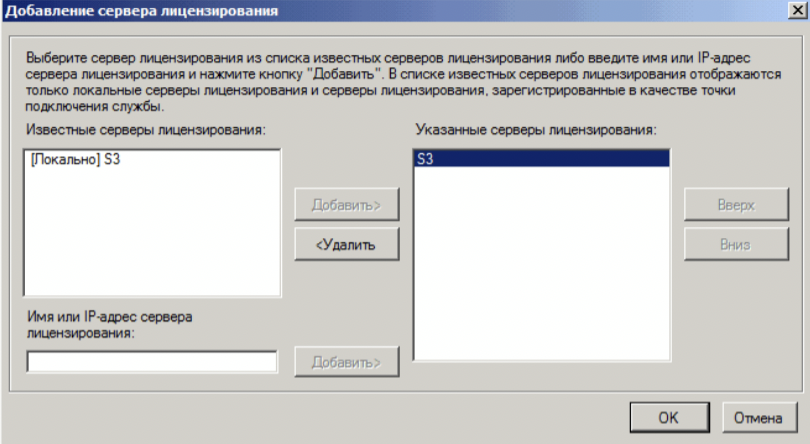 Добавление сервера лицензирования
Выберите сервер лицензирования из списка известных серверов лицензирования либо введите имя или IP-адрес
сервера лицензирования и нажмите кнопку "Добавить". В списке известных серверов лицензирования отображаются
только локальные серверы лицензирования и серверы лицензирования, зарегистрированные в качестве точки
подключения службы.
Известные серверы лицензирования:
Указанные серверы лицензирования:
[Локально] S3
S3
Добавить>
<Удалить
Вверх
Вниз
Имя или IP-адрес сервера
лицензирования:
Добавить>
OK
Отмена